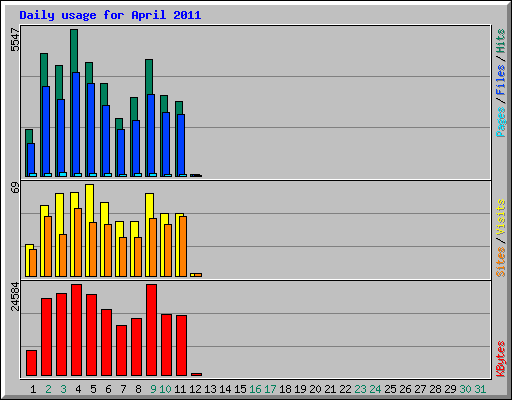 Daily usage for April 2011
5547
Pages/Files/Hits
69
Sites/Visits
24584
KBytes
1 2 3 4 5 6 7 8 9 10 11 12 13 14 15 16 17 18 19 20 21 22 23 24 25 26 27 28 29 30 31